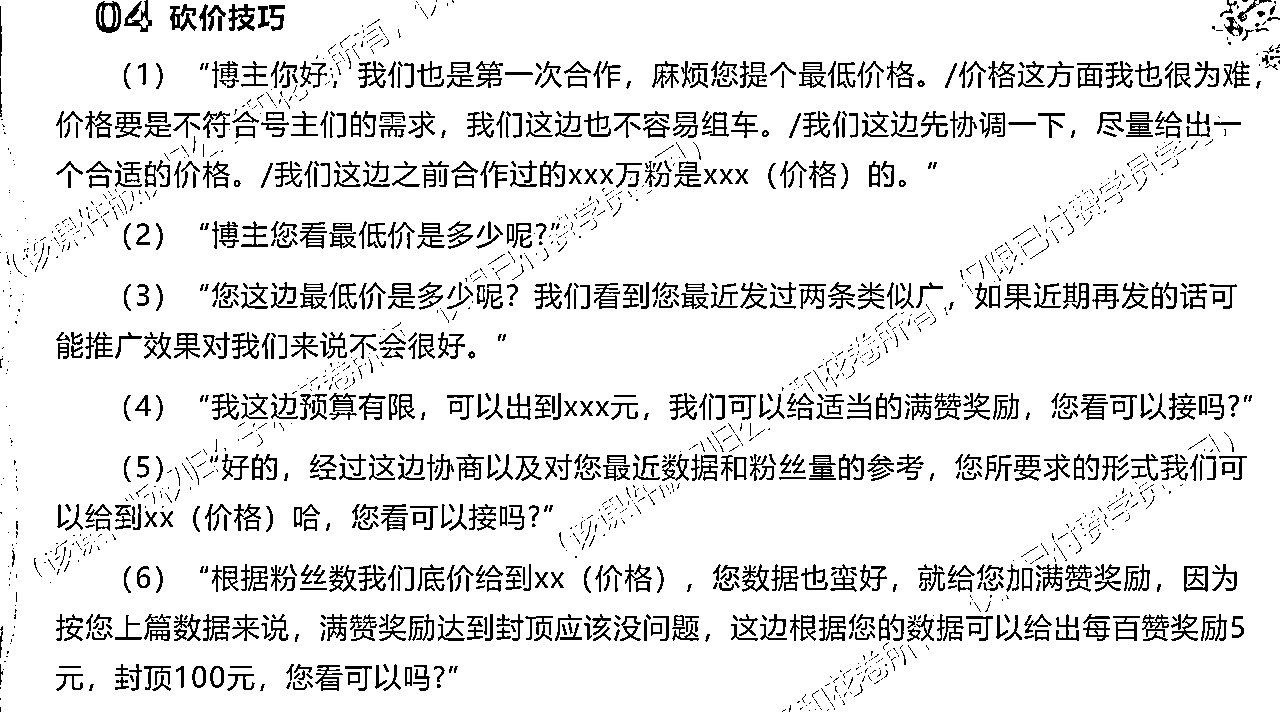 04 砍价技巧
（1）“博主你好，我们也是第一次合作，麻烦您提个最低价格。/价格这方面我也很为难，
价格要是不符合号主们的需求，我们这边也不容易组车。/我们这边先协调一下，尽量给出一
个合适的价格。/我们这边之前合作过的xxx万粉是xxx（价格）的。”
（2）“博主您看最低价是多少呢?”
（3）“您这边最低价是多少呢？我们看到您最近发过两条类似广，如果近期再发的话可
能推广效果对我们来说不会很好。”
（4）“我这边预算有限，可以出到xxx元，我们可以给适当的满赞奖励，您看可以接吗?”
（5）“好的，经过这边协商以及对您最近数据和粉丝量的参考，您所要求的形式我们可
以给到xx（价格）哈，您看可以接吗?”
（6）“根据粉丝数我们底价给到xx（价格），您数据也蛮好，就给您加满赞奖励，因为
按您上篇数据来说，满赞奖励达到封顶应该没问题，这边根据您的数据可以给出每百赞奖励5
元，封顶100元，您看可以吗?”